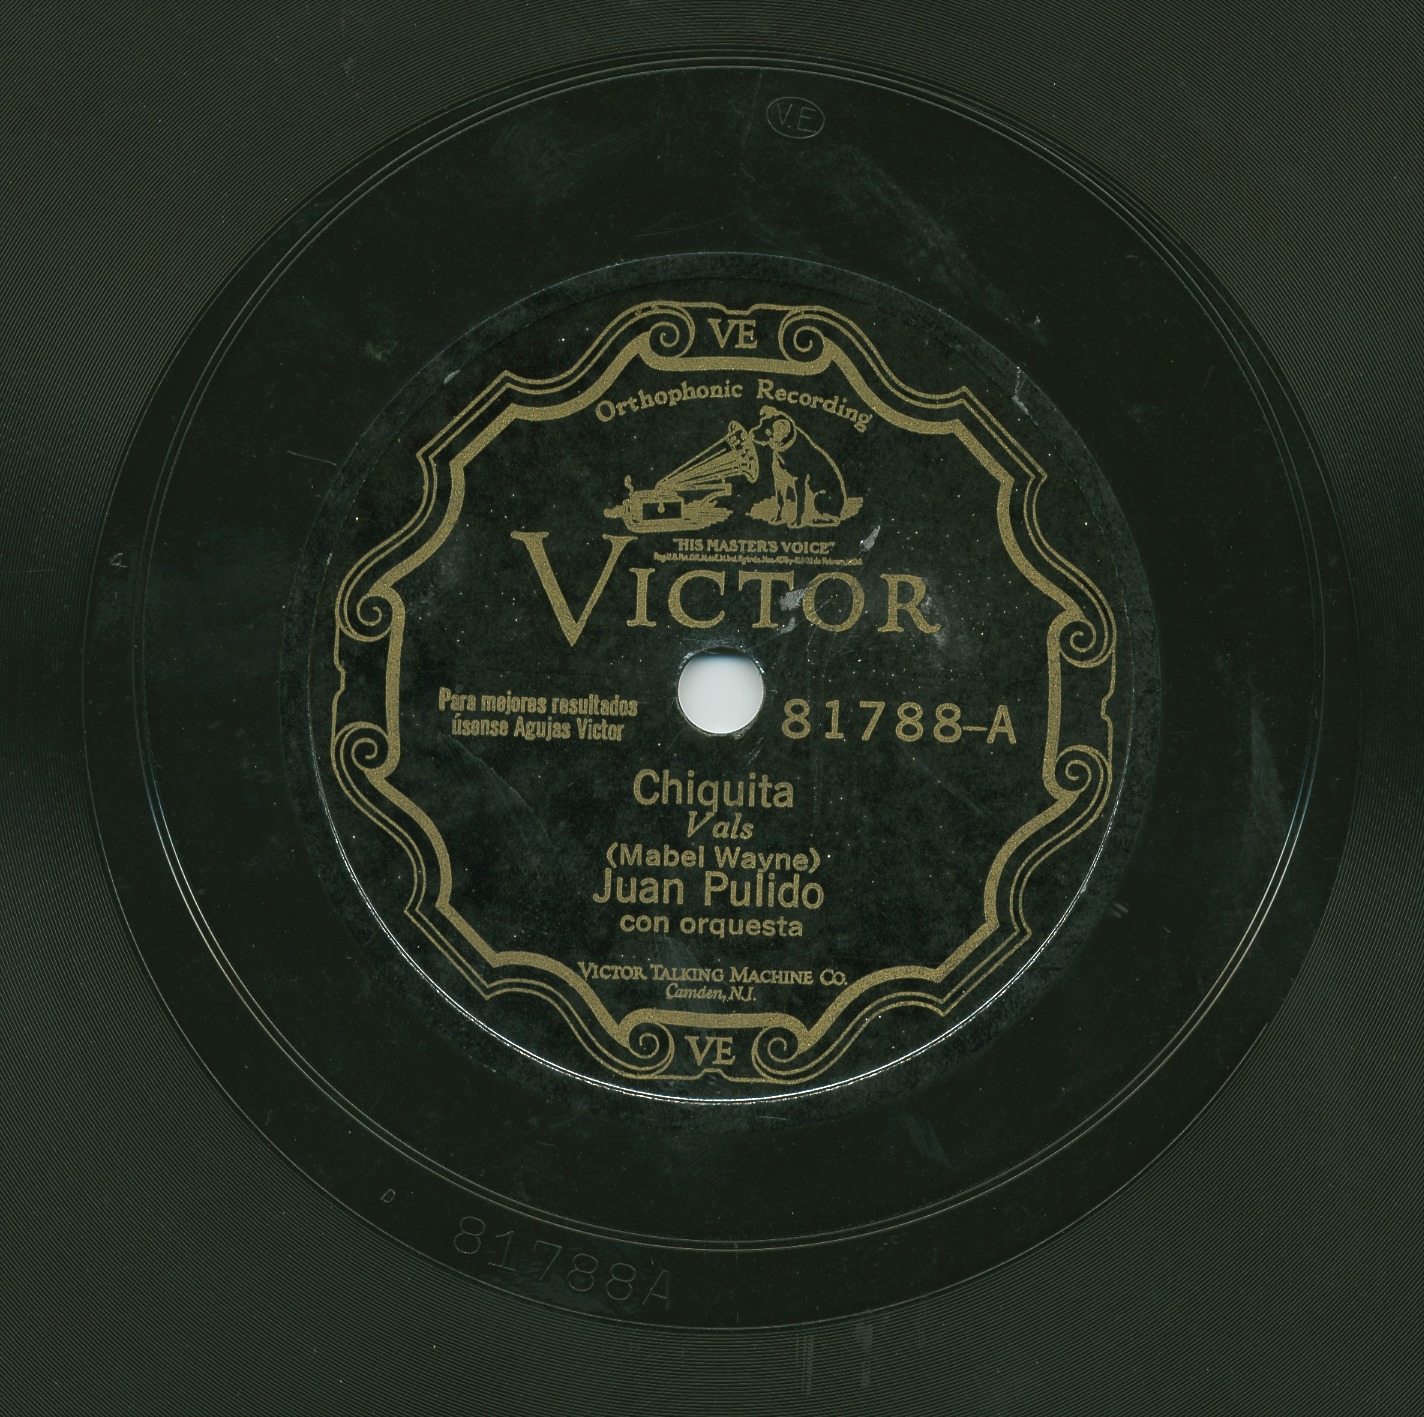 V.E
VE
Orthophonic Recording
"HIS MASTER'S VOICE"
VICTOR
Para mejores resultados
úsense Agujas Victor
81788-A
Chiquita
Vals
(Mabel Wayne)
Juan Pulido
con orquesta
VICTOR TALKING MACHINE CO.
Camden, N.J.
VE
A
D
81788A